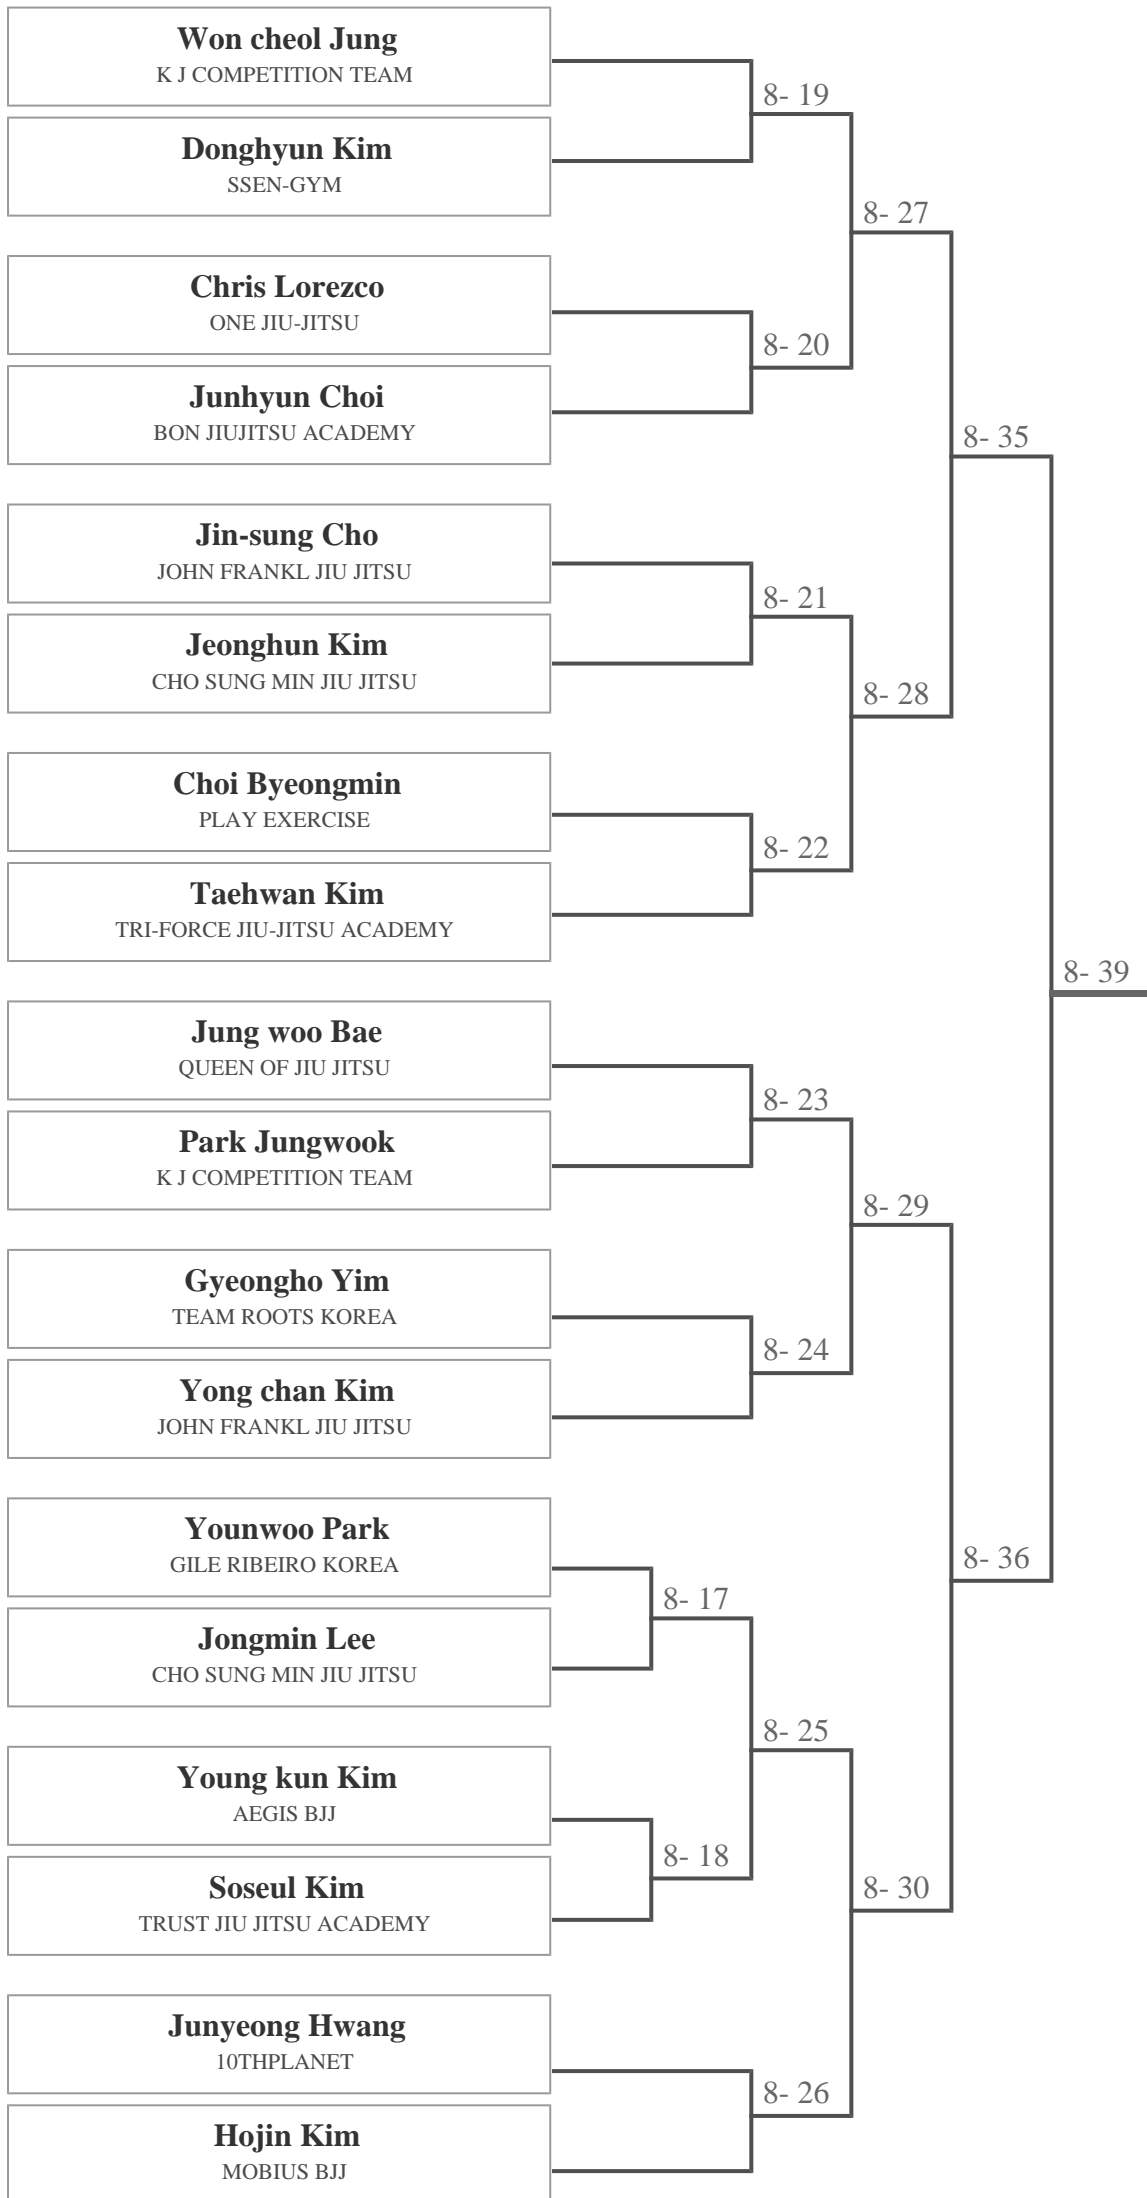 Won cheol Jung
K J COMPETITION TEAM
8- 19
Donghyun Kim
SSEN-GYM
8- 27
Chris Lorezco
ONE JIU-JITSU
8- 20
Junhyun Choi
BON JIUJITSU ACADEMY
8- 35
Jin-sung Cho
JOHN FRANKL JIU JITSU
8- 21
Jeonghun Kim
CHO SUNG MIN JIU JITSU
8- 28
Choi Byeongmin
PLAY EXERCISE
8- 22
Taehwan Kim
TRI-FORCE JIU-JITSU ACADEMY
8- 39
Jung woo Bae
QUEEN OF JIU JITSU
8- 23
Park Jungwook
K J COMPETITION TEAM
8- 29
Gyeongho Yim
TEAM ROOTS KOREA
8- 24
Yong chan Kim
JOHN FRANKL JIU JITSU
Younwoo Park
GILE RIBEIRO KOREA
8- 36
8- 17
Jongmin Lee
CHO SUNG MIN JIU JITSU
8- 25
Young kun Kim
AEGIS BJJ
8- 18
Soseul Kim
TRUST JIU JITSU ACADEMY
8- 30
Junyeong Hwang
10THPLANET
8- 26
Hojin Kim
MOBIUS BJJ